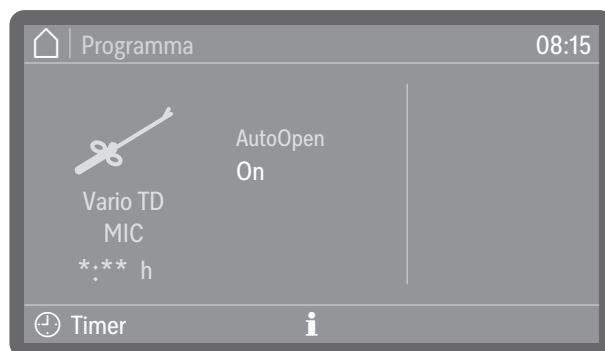 Programma
08:15
AutoOpen
On
Vario TD
MIC
*:** h
Timer
i